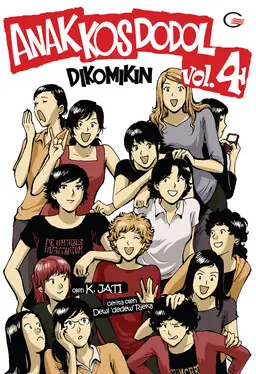 ANAK KOS DODOL
DIKOMIKIN
VOL. 4
oleh K. JATI
cerita oleh
Dewi 'dedew' Rieka